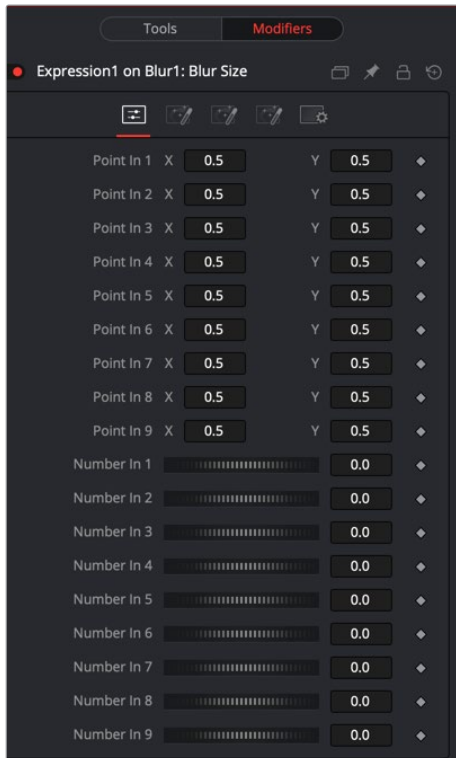 Tools Modifiers
Expression1 on Blur1: Blur Size
Point In 1 X 0.5 Y 0.5
Point In 2 X 0.5 Y 0.5
Point In 3 X 0.5 Y 0.5
Point In 4 X 0.5 Y 0.5
Point In 5 X 0.5 Y 0.5
Point In 6 X 0.5 Y 0.5
Point In 7 X 0.5 Y 0.5
Point In 8 X 0.5 Y 0.5
Point In 9 X 0.5 Y 0.5
Number In 1 0.0
Number In 2 0.0
Number In 3 0.0
Number In 4 0.0
Number In 5 0.0
Number In 6 0.0
Number In 7 0.0
Number In 8 0.0
Number In 9 0.0